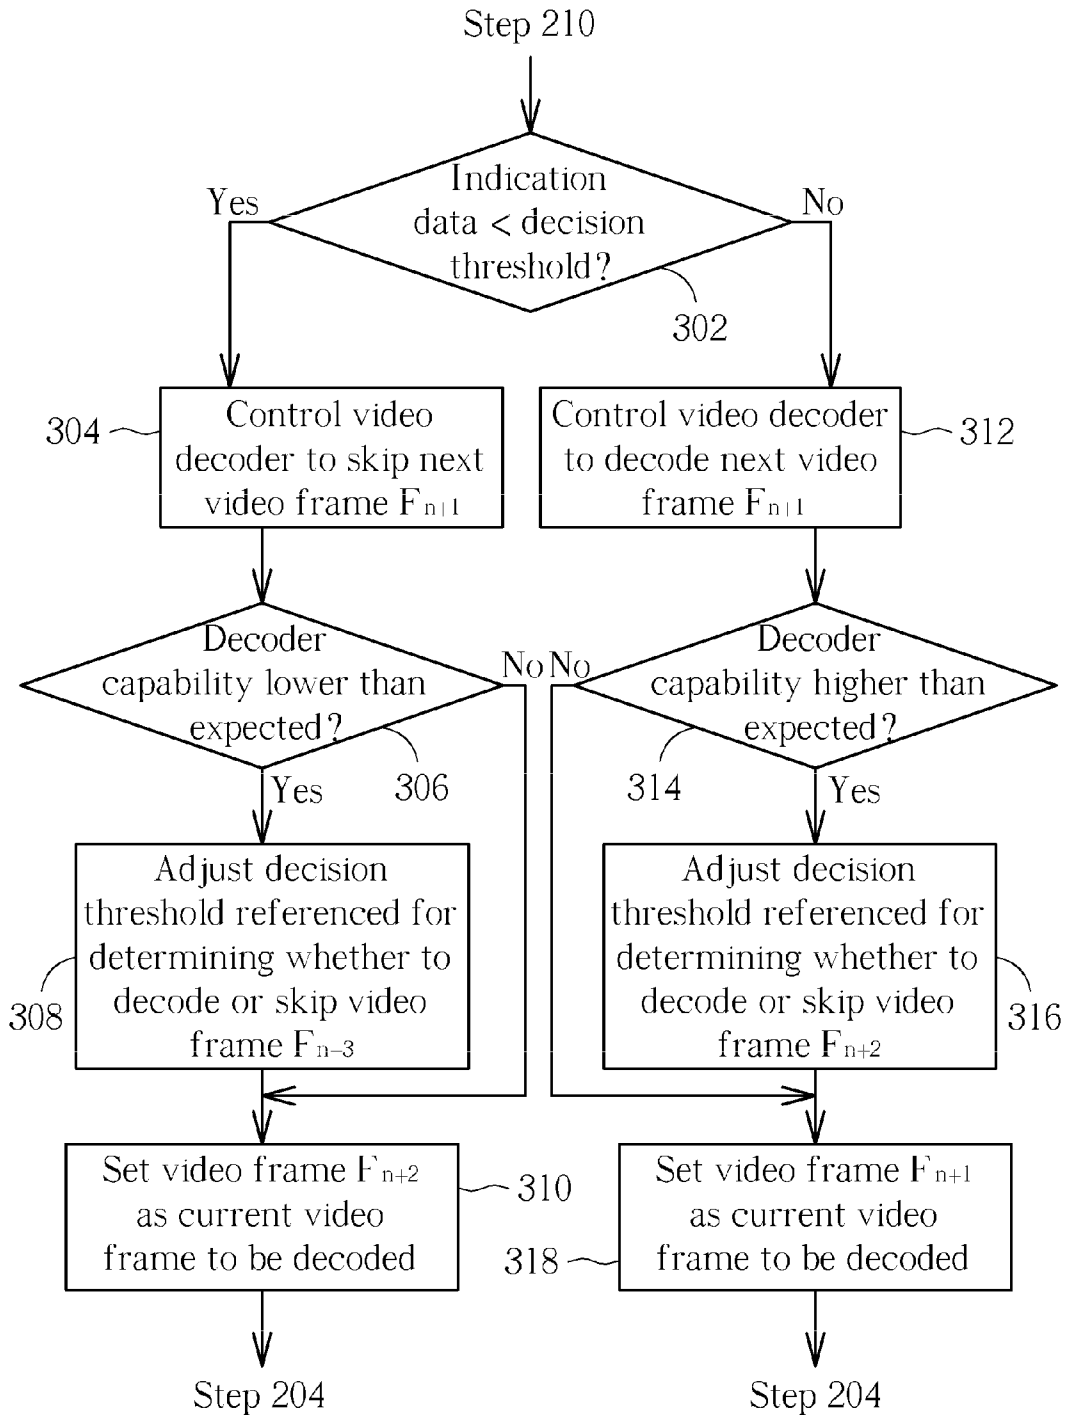 Step 210
Indication
data < decision
threshold?
Yes
No
302
Control video
decoder to skip next
video frame Fn+1
304
Control video decoder
to decode next video
frame Fn+1
312
Decoder
capability lower than
expected?
No
306
Yes
Decoder
capability higher than
expected?
No
314
Yes
Adjust decision
threshold referenced for
determining whether to
decode or skip video
frame Fn-3
308
Adjust decision
threshold referenced for
determining whether to
decode or skip video
frame Fn+2
316
Set video frame Fn+2
as current video
frame to be decoded
310
Set video frame Fn+1
as current video
frame to be decoded
318
Step 204
Step 204